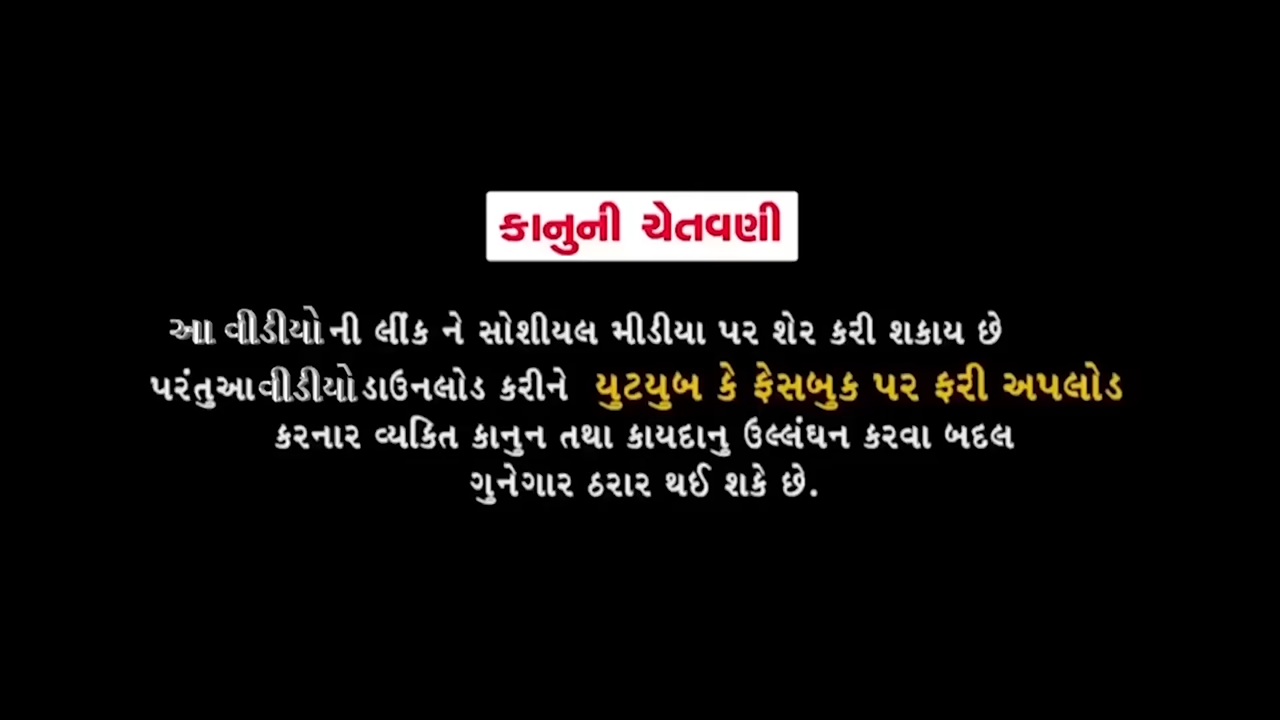 કાનુની ચેતવણી
આ વીડીયો ની લીંક ને સોશીયલ મીડીયા પર શેર કરી શકાય છે
પરંતુઆવીડીયો ડાઉનલોડ કરીને યુટયુબ કે ફેસબુક પર ફરી અપલોડ
કરનાર વ્યકિત કાનુન તથા કાયદાનુ ઉલ્લંઘન કરવા બદલ
ગુનેગાર ઠરાર થઈ શકે છે.